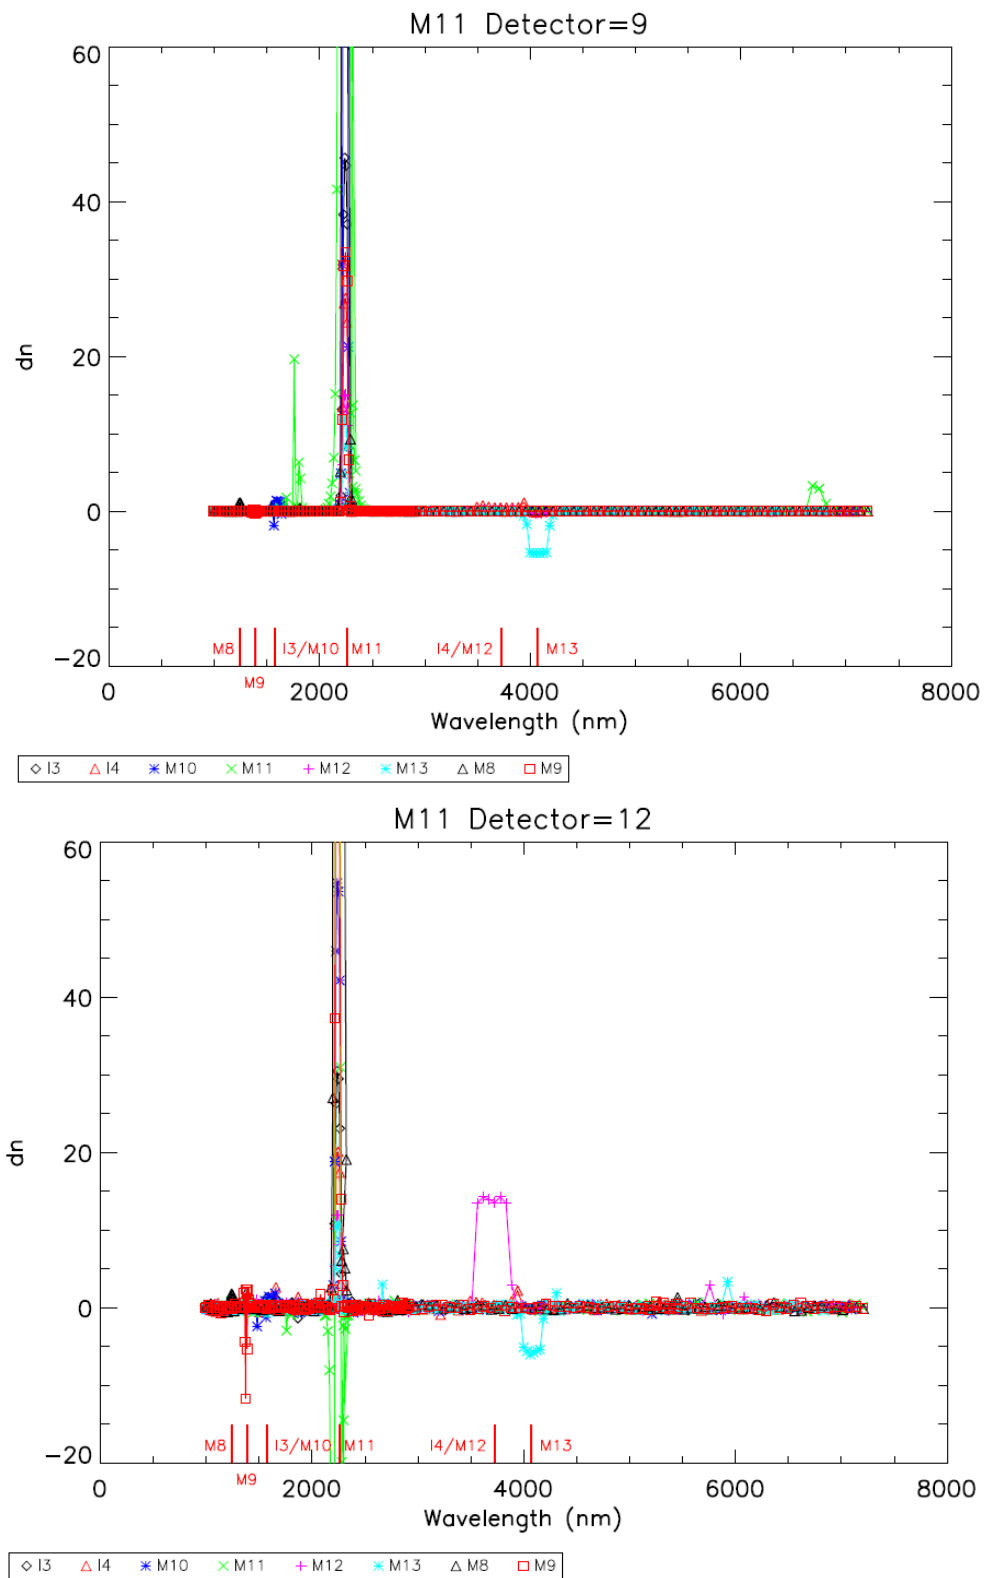 M11 Detector=9
60
40
20
0
−20
dn
M8
M9
I3/M10
M11
I4/M12
M13
0 2000 4000 6000 8000
Wavelength (nm)
I3 I4 M10 M11 M12 M13 M8 M9
M11 Detector=12
60
40
20
0
−20
dn
M8
M9
I3/M10
M11
I4/M12
M13
0 2000 4000 6000 8000
Wavelength (nm)
I3 I4 M10 M11 M12 M13 M8 M9